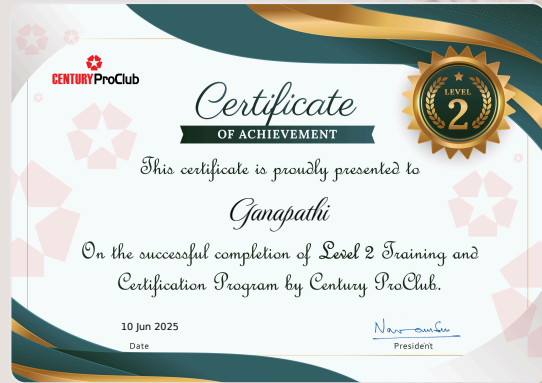 CENTURY ProClub
Certificate
OF ACHIEVEMENT
LEVEL
2
This certificate is proudly presented to
Ganapathi
On the successful completion of Level 2 Training and
Certification Program by Century ProClub.
10 Jun 2025
Date
President